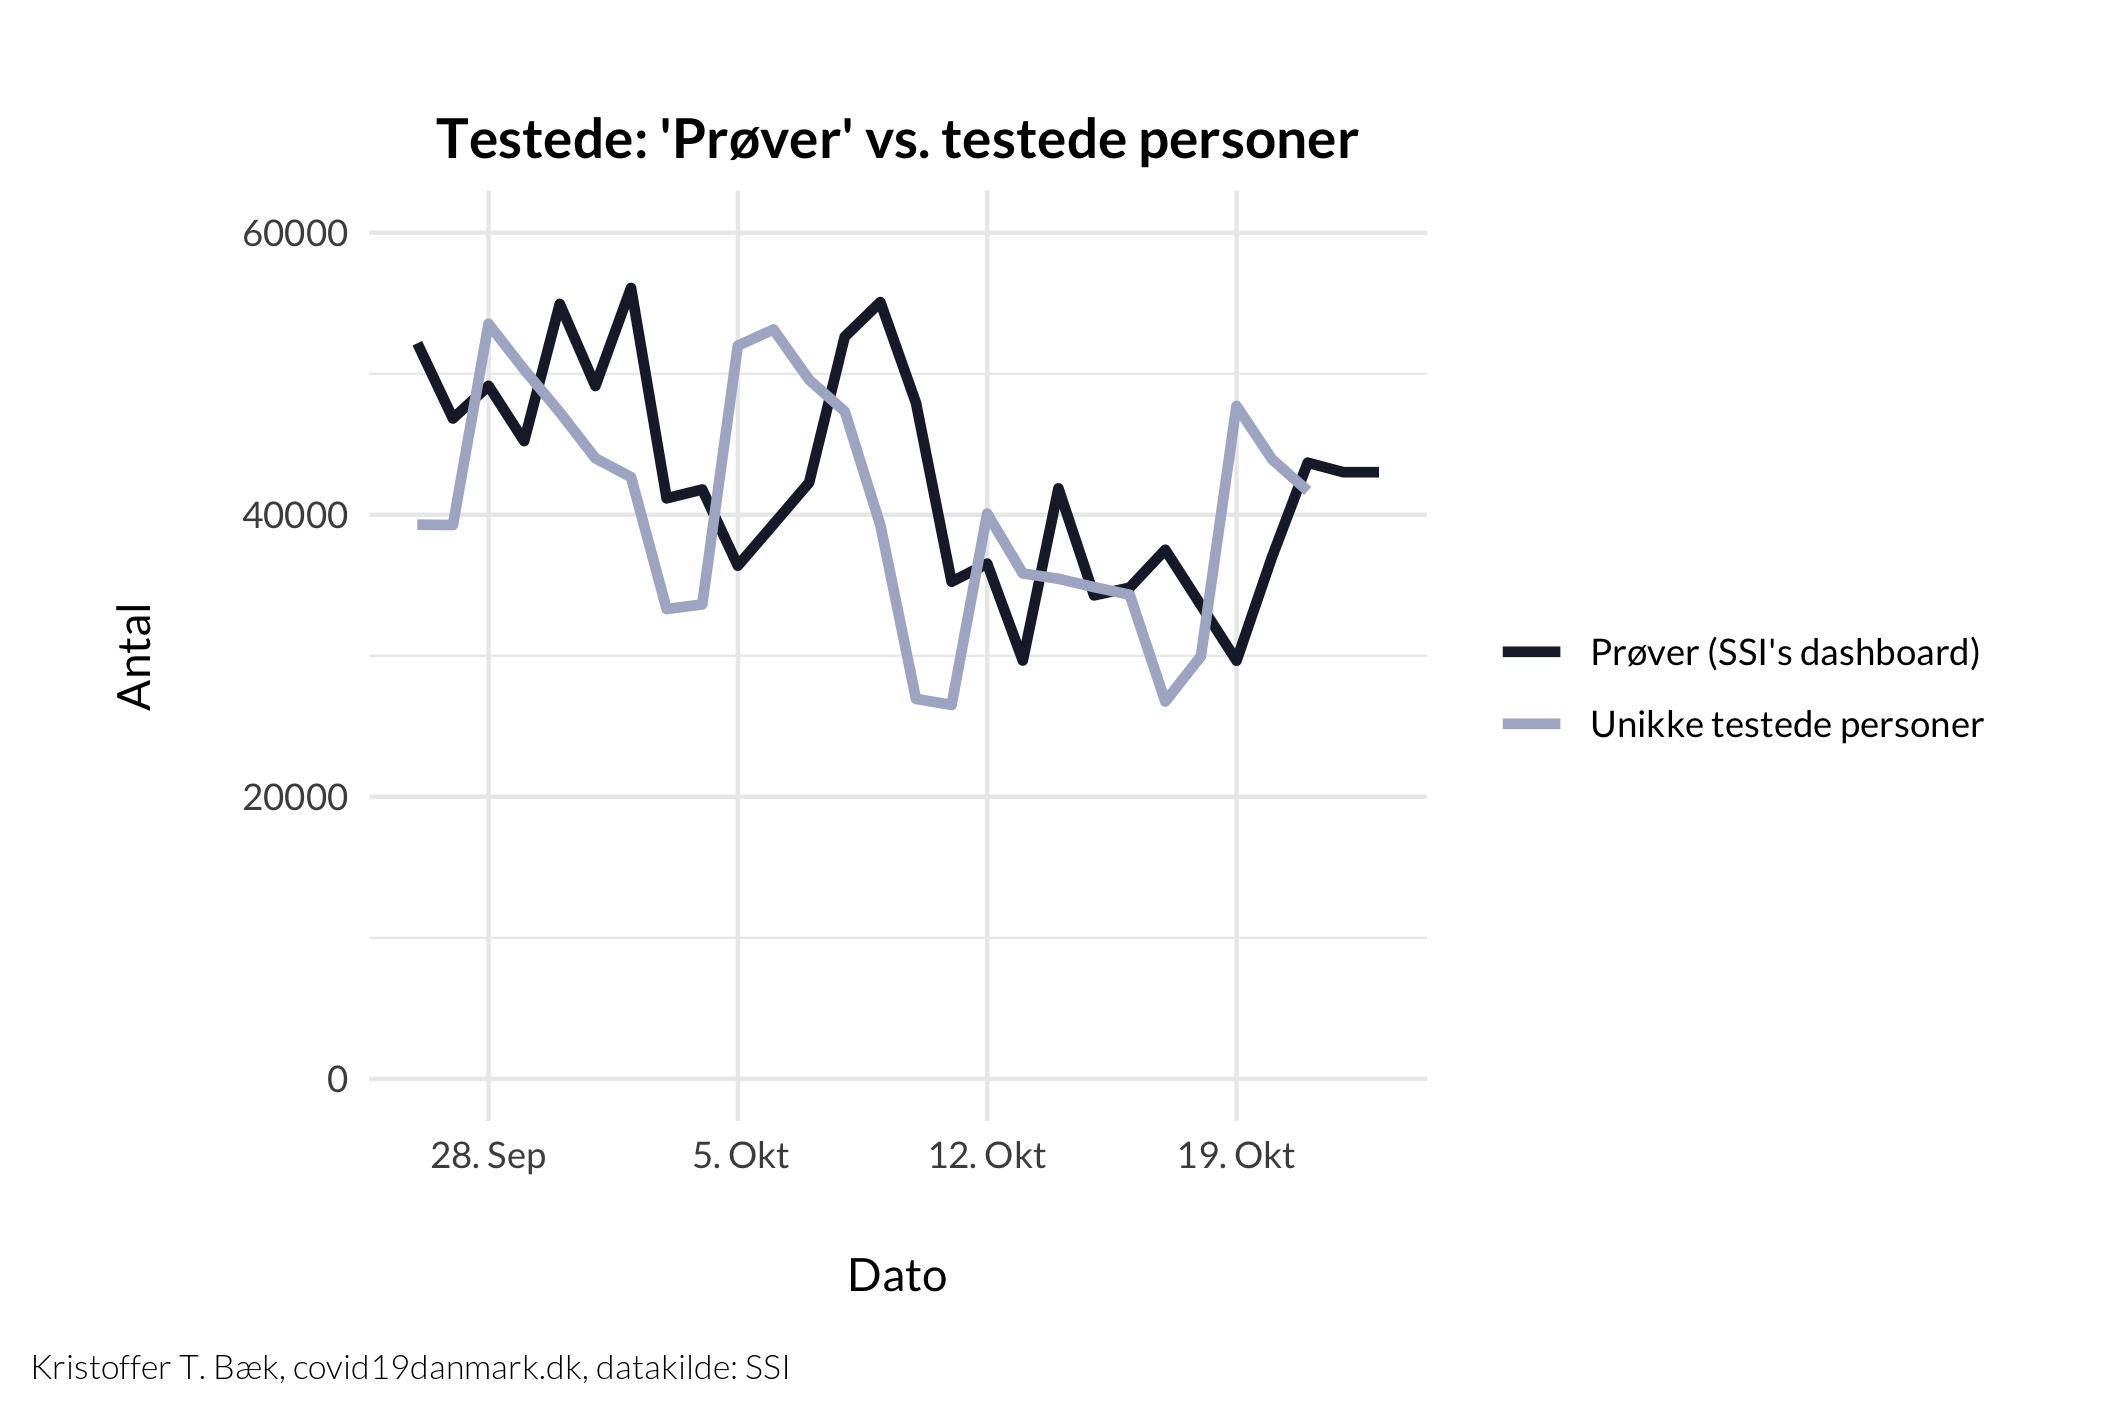 Testede: 'Prøver' vs. testede personer
60000
40000
20000
0
Antal
28. Sep
5. Okt
12. Okt
19. Okt
Dato
Prøver (SSI's dashboard)
Unikke testede personer
Kristoffer T. Bæk, covid19danmark.dk, datakilde: SSI